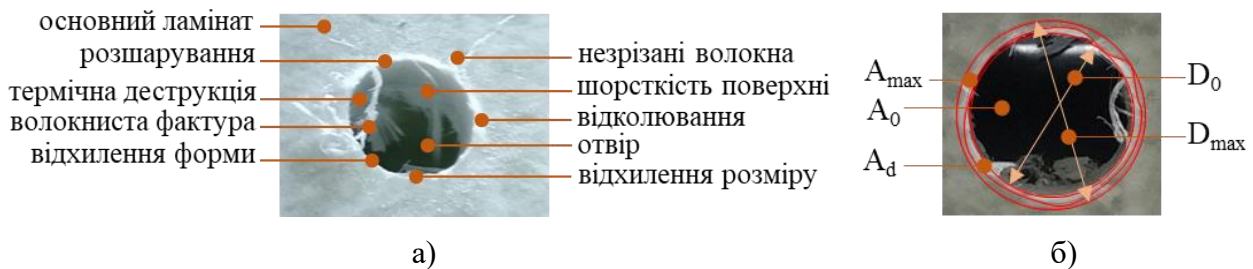 основний ламінат
розшарування
термічна деструкція
волокниста фактура
відхилення форми
незрізані волокна
шорсткість поверхні
відколювання
отвір
відхилення розміру
а)
A_max
A_0
A_d
D_0
D_max
б)